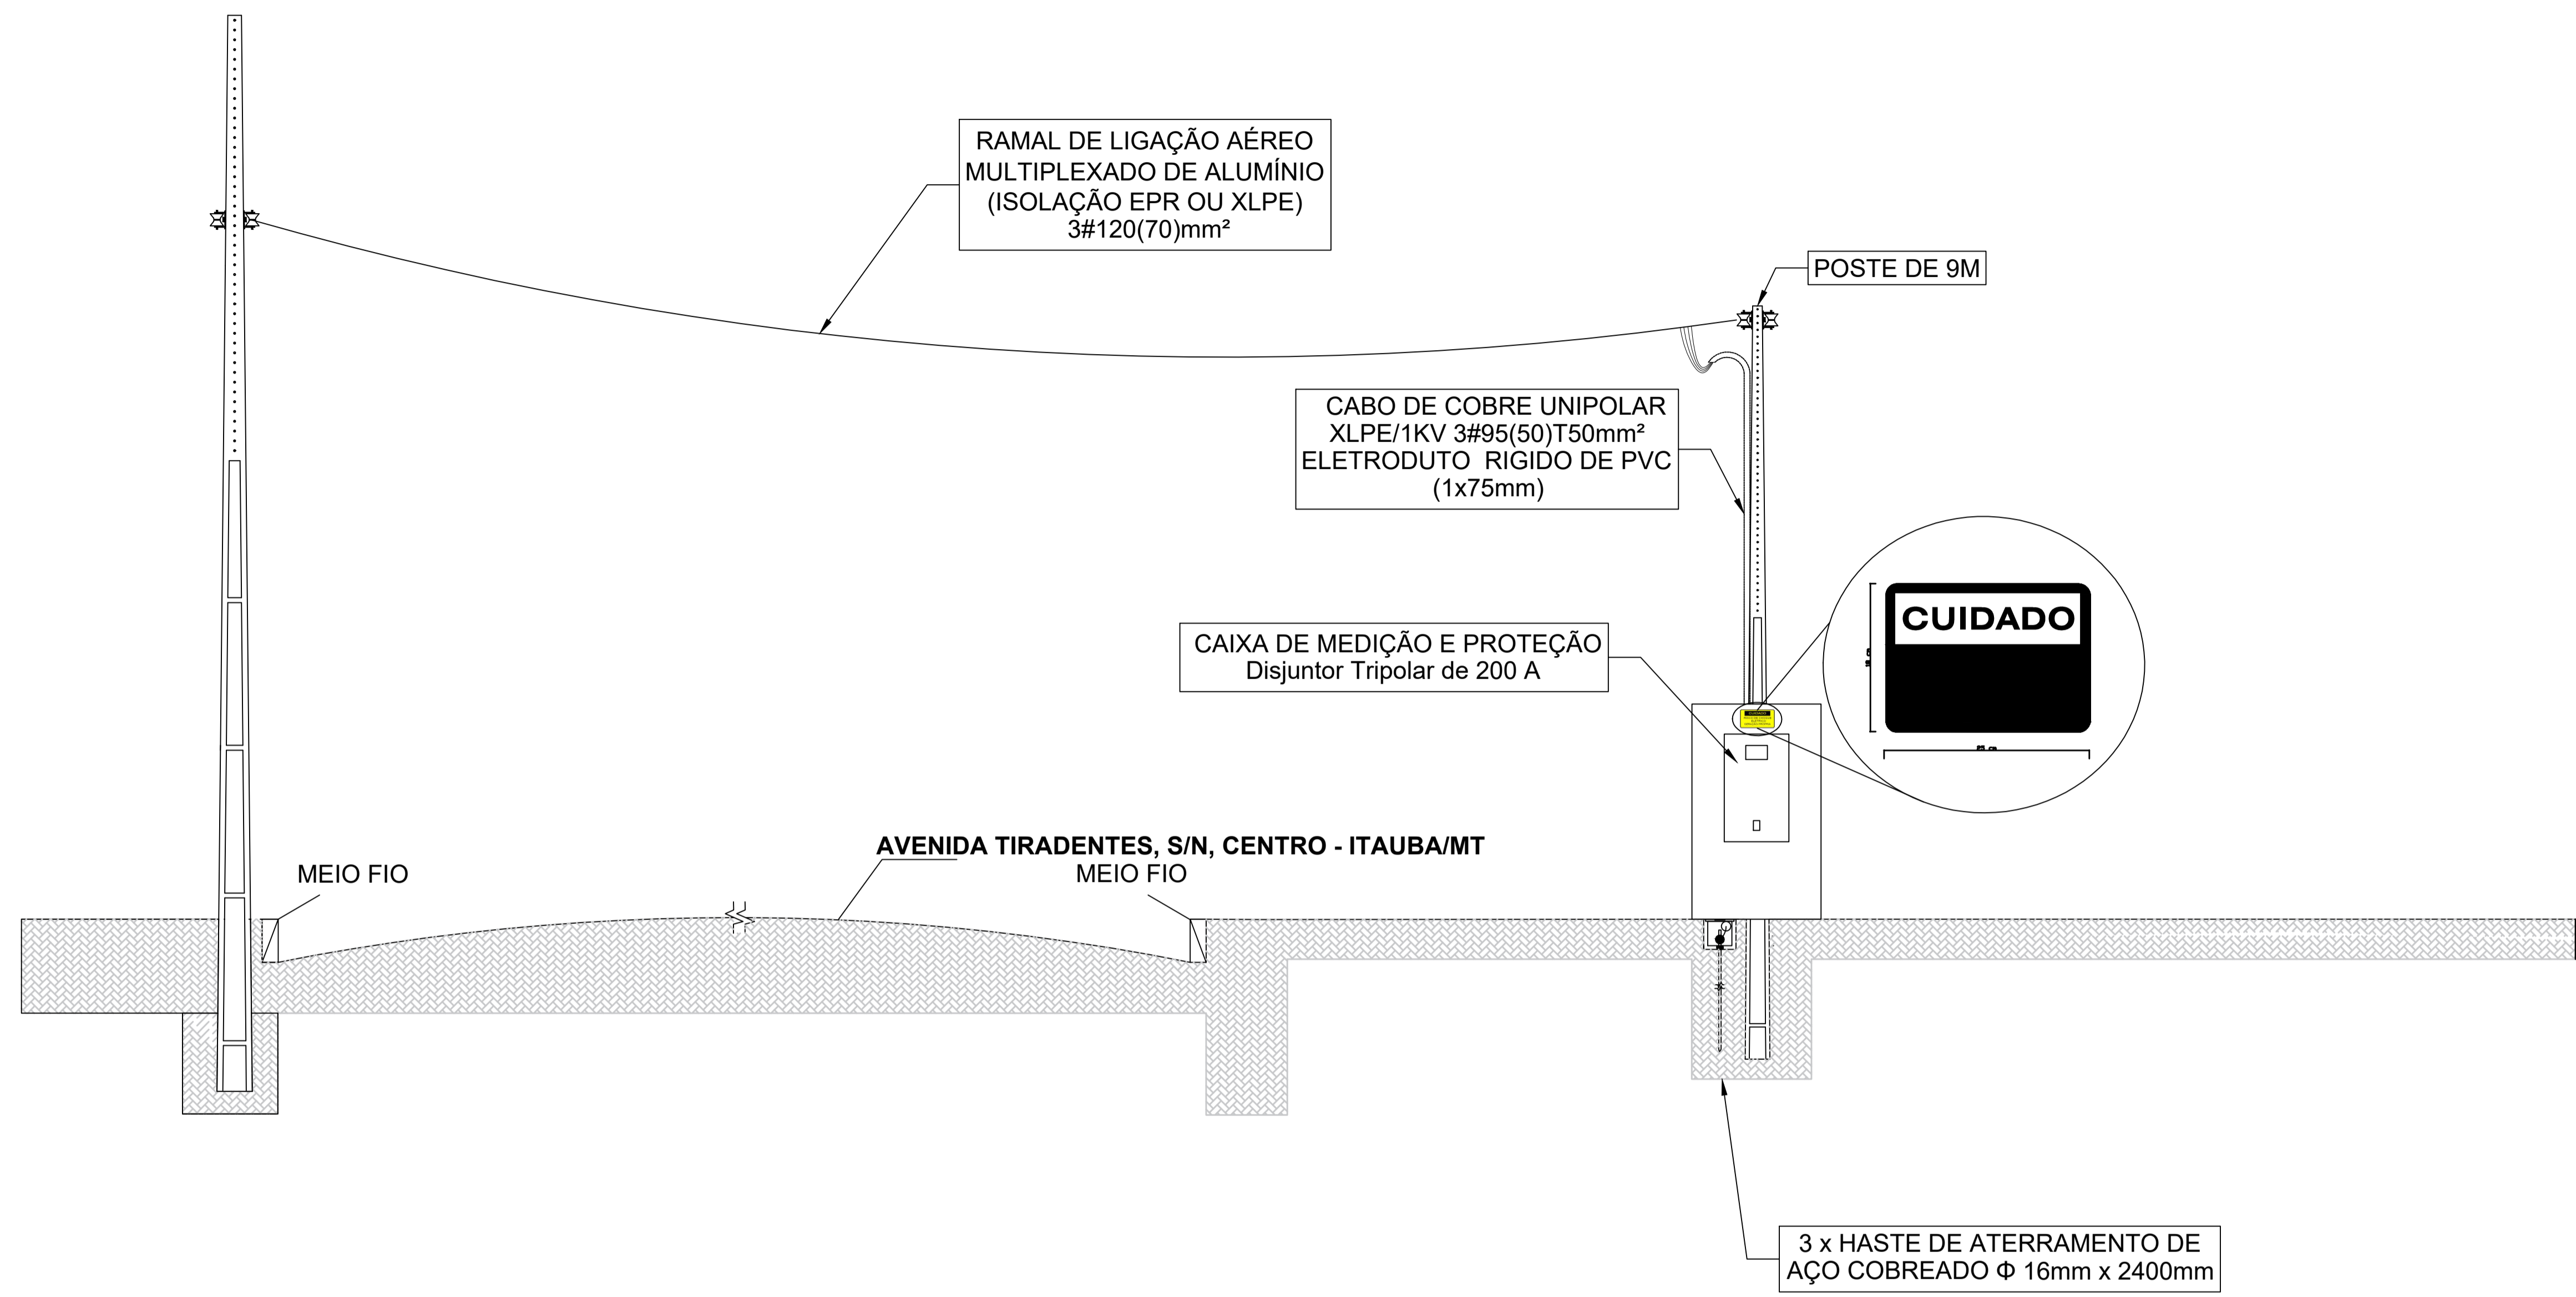 RAMAL DE LIGAÇÃO AÉREO
MULTIPLEXADO DE ALUMÍNIO
(ISOLAÇÃO EPR OU XLPE)
3#120(70)mm²
POSTE DE 9M
CABO DE COBRE UNIPOLAR
XLPE/1KV 3#95(50)T50mm²
ELETRODUTO RIGIDO DE PVC
(1x75mm)
CUIDADO
CAIXA DE MEDIÇÃO E PROTEÇÃO
Disjuntor Tripolar de 200 A
AVENIDA TIRADENTES, S/N, CENTRO - ITAUBA/MT
MEIO FIO
MEIO FIO
3 x HASTE DE ATERRAMENTO DE
AÇO COBREADO Φ 16mm x 2400mm